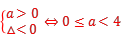 {a > 0
△ < 0 ⇔ 0 ≤ a < 4